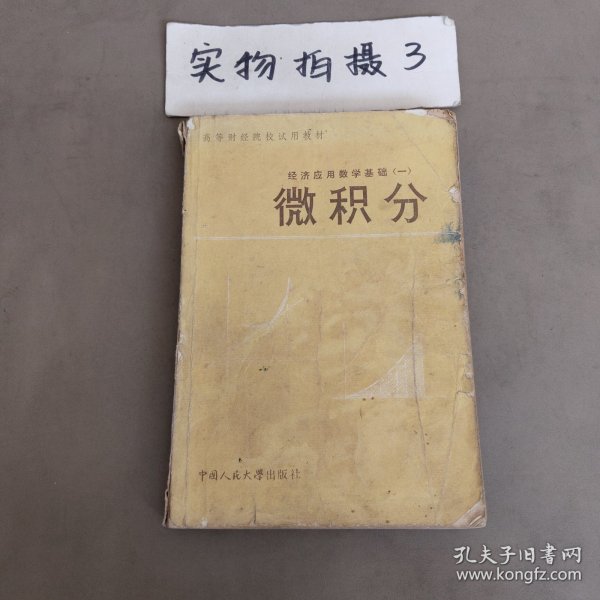 实物拍摄3
高等财经院校试用教材
经济应用数学基础(一)
微积分
中国人民大学出版社
孔夫子旧书网
www.kongfz.com